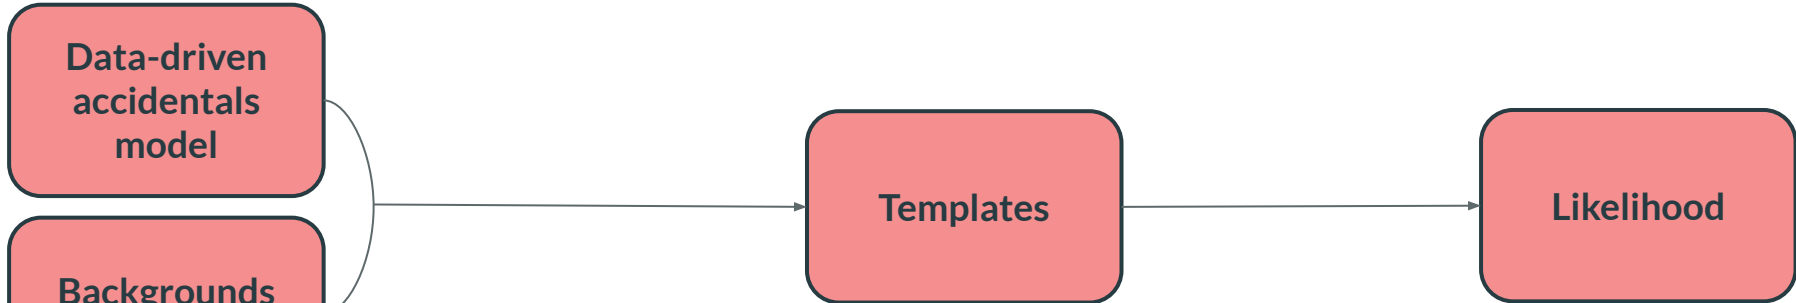 Data-driven
accidentals
model
Templates
Likelihood
Backgrounds